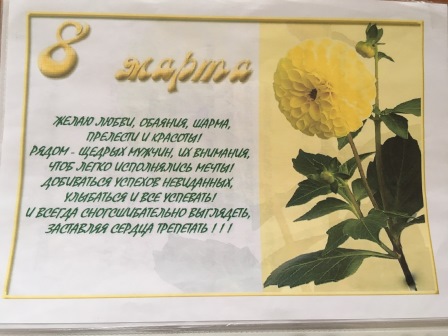 8 марта
ЖЕЛАЮ ЛЮБВИ, ОБАЯНИЯ, ШАРМА,
ПРЕЛЕСТИ И КРАСОТЫ!
РЯДОМ - ЩЕДРЫХ МУЖЧИН, ИХ ВНИМАНИЯ,
ЧТОБ ЛЕГКО ИСПОЛНЯЛИСЬ МЕЧТЫ!
ДОБИВАТЬСЯ УСПЕХОВ НЕВИДАННЫХ,
УЛЫБАТЬСЯ И ВСЕ УСПЕВАТЬ!
И ВСЕГДА СНОГСШИБАТЕЛЬНО ВЫГЛЯДЕТЬ,
ЗАСТАВЛЯЯ СЕРДЦА ТРЕПЕТАТЬ ! ! !